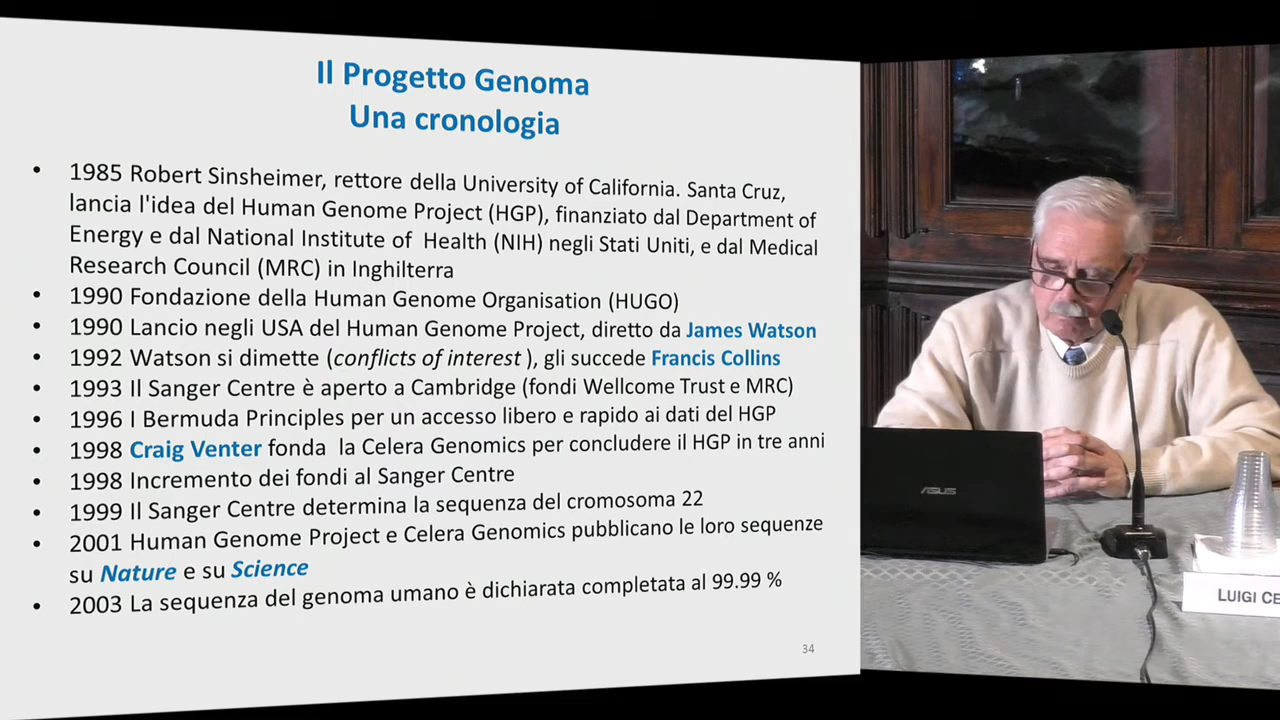 Il Progetto Genoma
Una cronologia
• 1985 Robert Sinsheimer, rettore della University of California. Santa Cruz,
lancia l'idea del Human Genome Project (HGP), finanziato dal Department of
Energy e dal National Institute of Health (NIH) negli Stati Uniti, e dal Medical
Research Council (MRC) in Inghilterra
• 1990 Fondazione della Human Genome Organisation (HUGO)
• 1990 Lancio negli USA del Human Genome Project, diretto da James Watson
• 1992 Watson si dimette (conflicts of interest ), gli succede Francis Collins
• 1993 Il Sanger Centre è aperto a Cambridge (fondi Wellcome Trust e MRC)
• 1996 I Bermuda Principles per un accesso libero e rapido ai dati del HGP
• 1998 Craig Venter fonda la Celera Genomics per concludere il HGP in tre anni
• 1998 Incremento dei fondi al Sanger Centre
• 1999 Il Sanger Centre determina la sequenza del cromosoma 22
• 2001 Human Genome Project e Celera Genomics pubblicano le loro sequenze
su Nature e su Science
• 2003 La sequenza del genoma umano è dichiarata completata al 99.99 %
34
ASUS
LUIGI CE